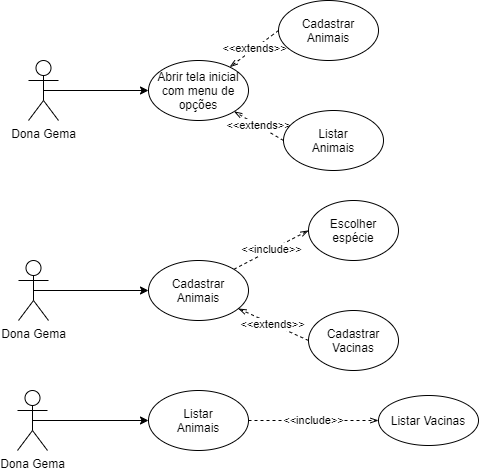 Cadastrar
Animais
<<extends>>
Abrir tela inicial
com menu de
opções
Dona Gema
<<extends>>
Listar
Animais
Escolher
espécie
<<include>>
Cadastrar
Animais
Dona Gema
<<extends>>
Cadastrar
Vacinas
Listar
Animais
<<include>>
Listar Vacinas
Dona Gema